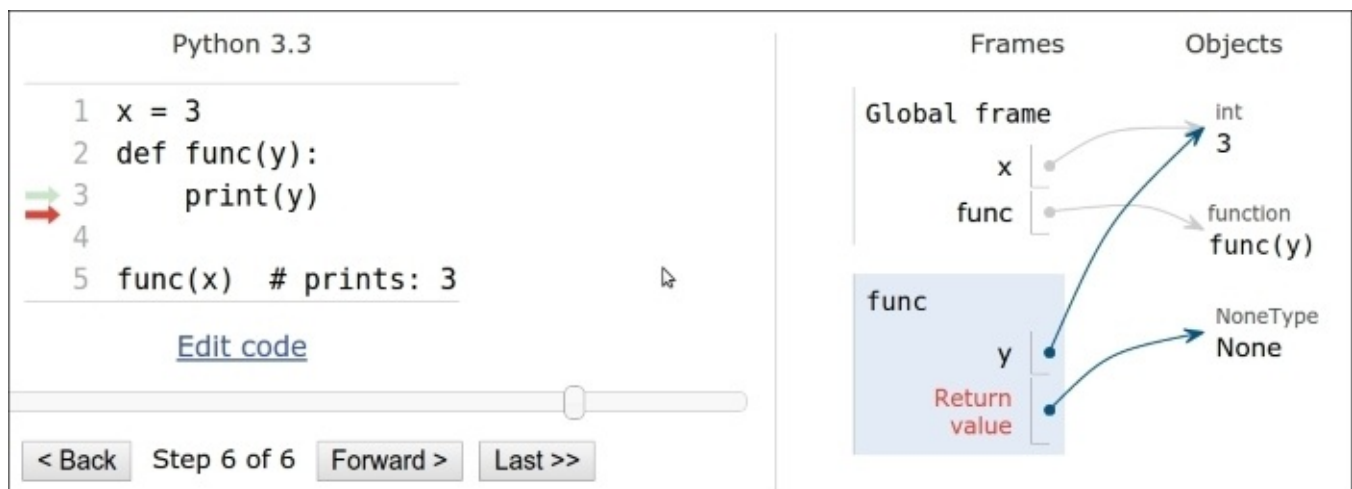 Python 3.3
1 x = 3
2 def func(y):
3     print(y)
4
5 func(x)  # prints: 3
Edit code
< Back
Step 6 of 6
Forward >
Last >>
Frames
Objects
Global frame
x
func
int
3
function
func(y)
func
y
Return
value
NoneType
None